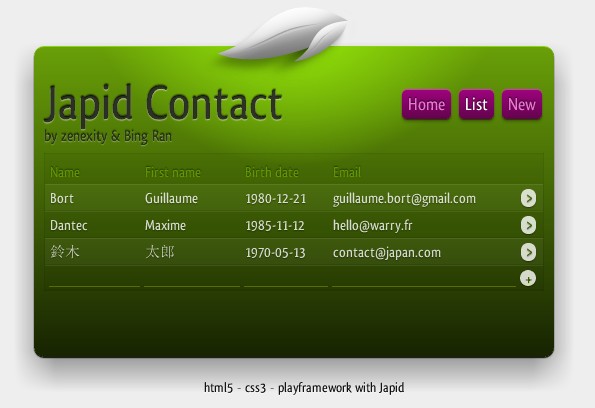 Japid Contact
by zenexity & Bing Ran
Home List New
Name First name Birth date Email
Bort Guillaume 1980-12-21 guillaume.bort@gmail.com >
Dantec Maxime 1985-11-12 hello@warry.fr >
鈴木 太郎 1970-05-13 contact@japan.com >
+
html5 - css3 - playframework with Japid